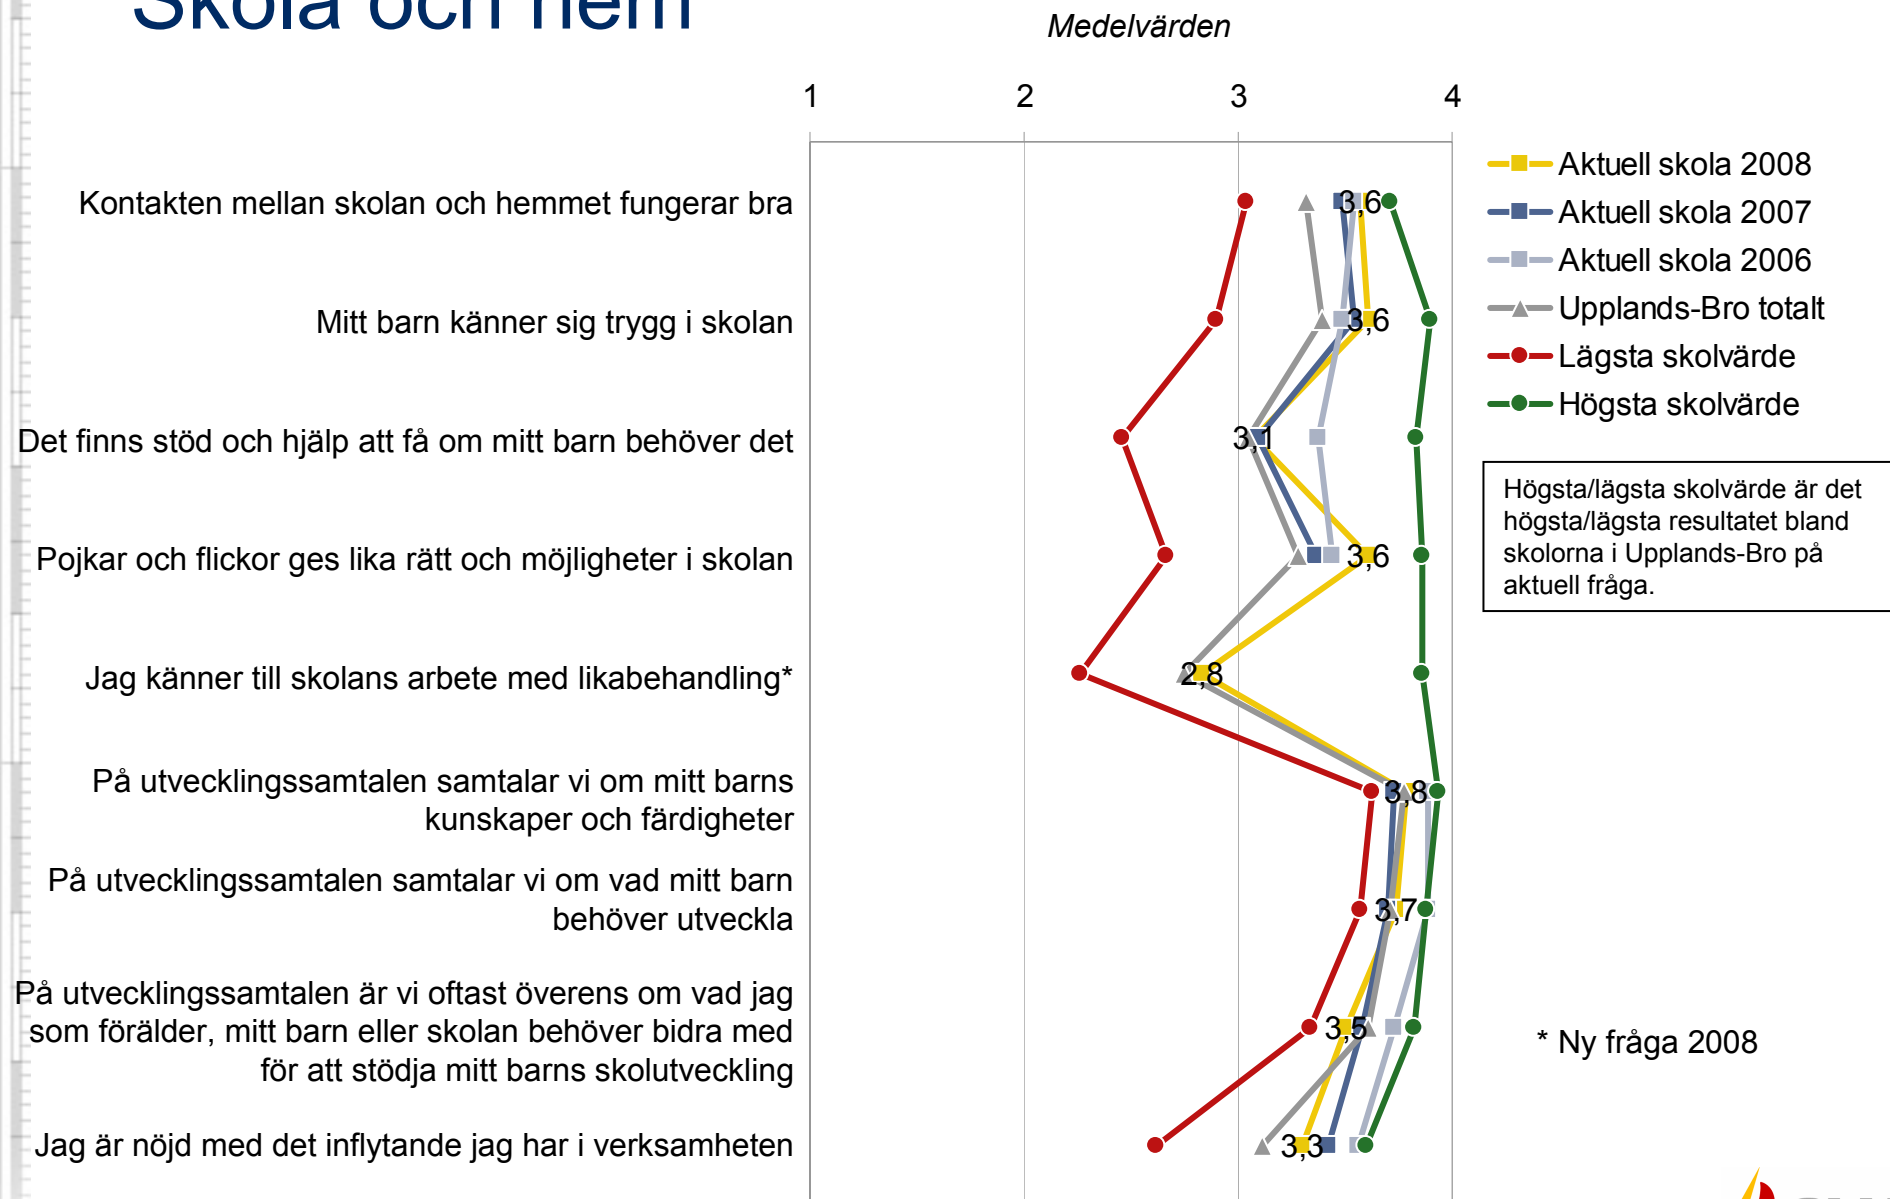 Skola och hem
Medelvärden
1 2 3 4
Kontakten mellan skolan och hemmet fungerar bra
3,6
Mitt barn känner sig trygg i skolan
3,6
Det finns stöd och hjälp att få om mitt barn behöver det
3,1
Pojkar och flickor ges lika rätt och möjligheter i skolan
3,6
Jag känner till skolans arbete med likabehandling*
2,8
På utvecklingssamtalen samtalar vi om mitt barns
kunskaper och färdigheter
3,8
På utvecklingssamtalen samtalar vi om vad mitt barn
behöver utveckla
3,7
På utvecklingssamtalen är vi oftast överens om vad jag
som förälder, mitt barn eller skolan behöver bidra med
för att stödja mitt barns skolutveckling
3,5
Jag är nöjd med det inflytande jag har i verksamheten
3,3
Aktuell skola 2008
Aktuell skola 2007
Aktuell skola 2006
Upplands-Bro totalt
Lägsta skolvärde
Högsta skolvärde
Högsta/lägsta skolvärde är det
högsta/lägsta resultatet bland
skolorna i Upplands-Bro på
aktuell fråga.
* Ny fråga 2008